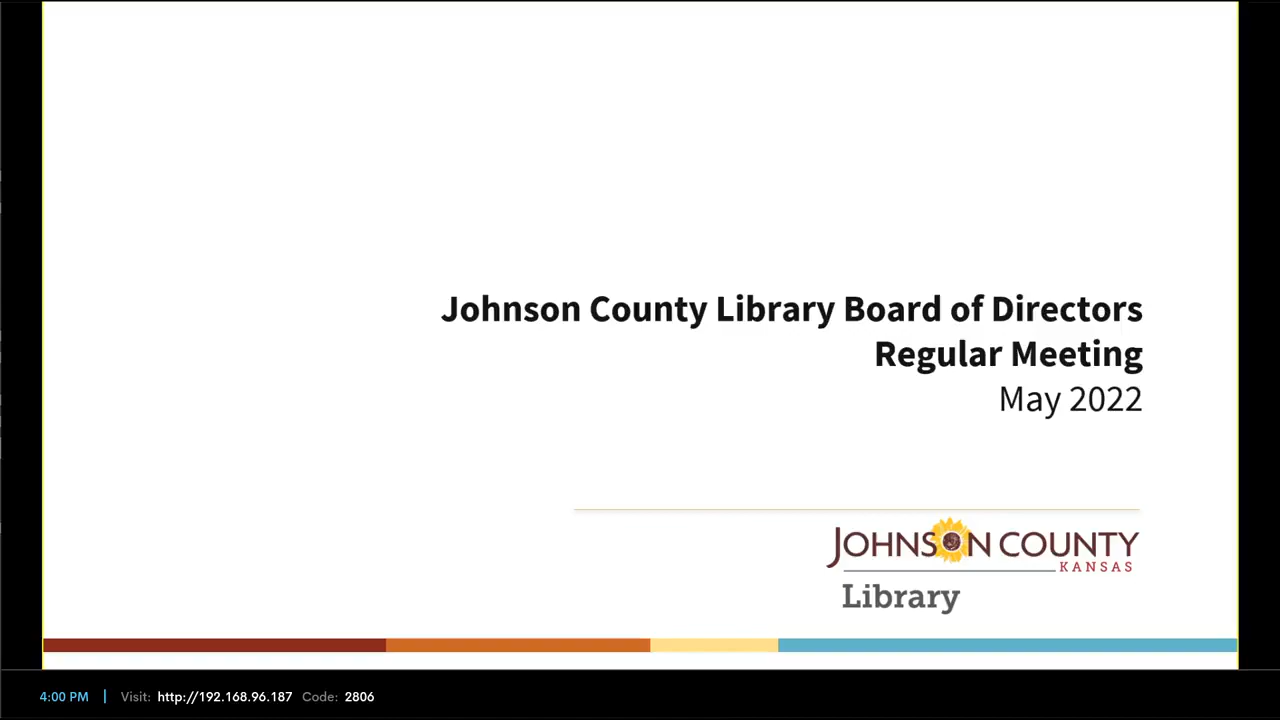 Johnson County Library Board of Directors
Regular Meeting
May 2022
JOHNSON COUNTY
KANSAS
Library
4:00 PM | Visit: http://192.168.96.187 Code: 2806